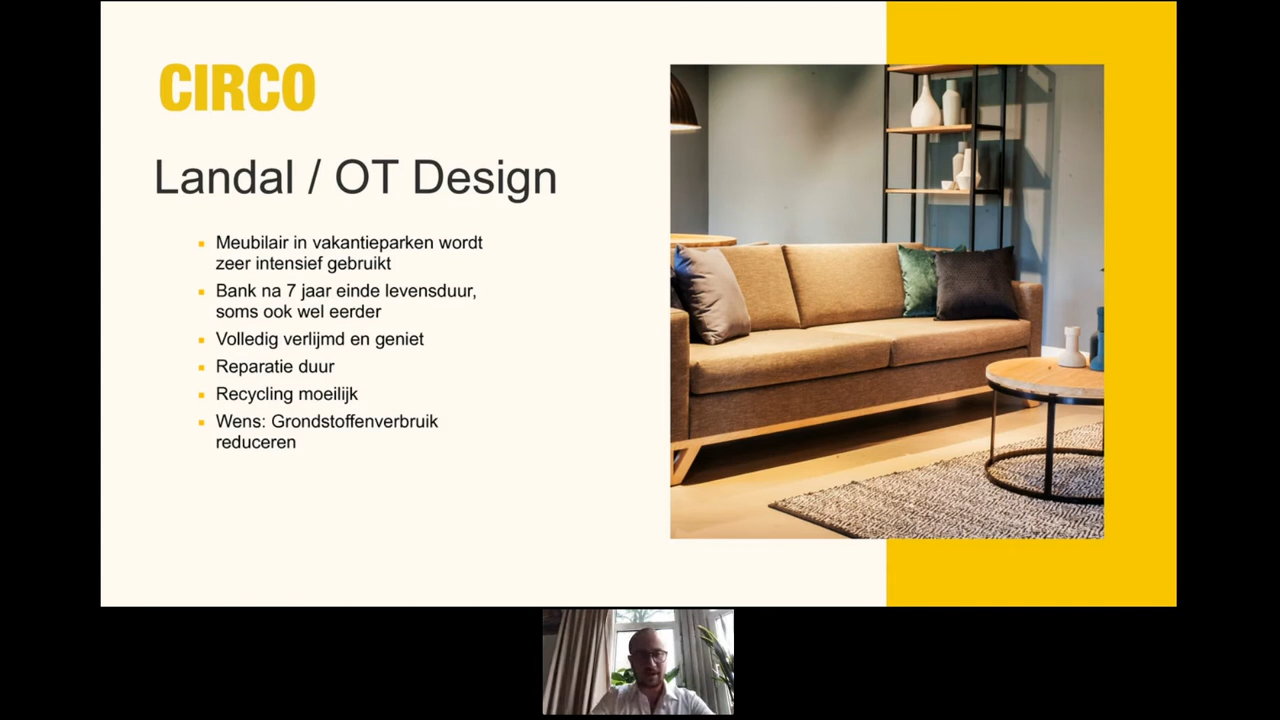 CIRCO
Landal / OT Design
Meubilair in vakantieparken wordt
zeer intensief gebruikt
Bank na 7 jaar einde levensduur,
soms ook wel eerder
Volledig verlijmd en geniet
Reparatie duur
Recycling moeilijk
Wens: Grondstoffenverbruik
reduceren